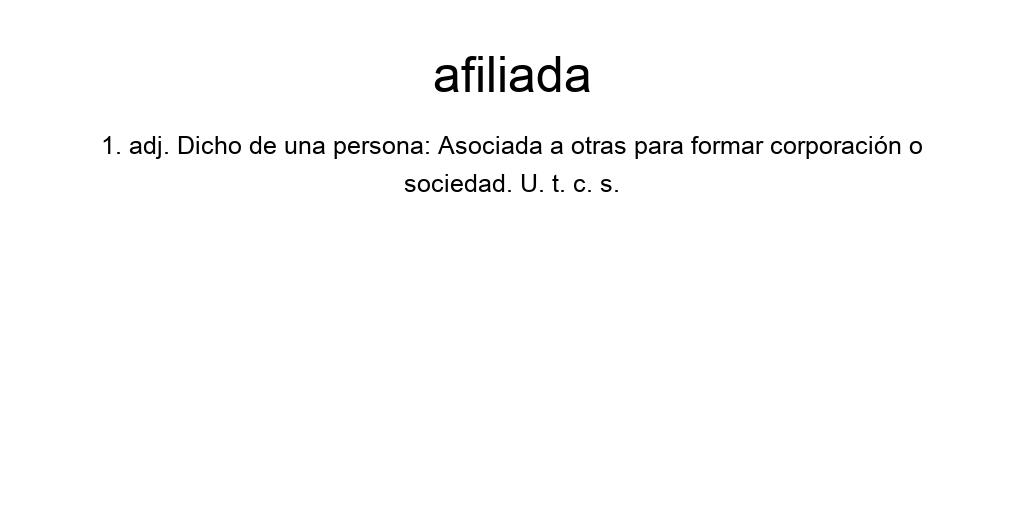 afiliada
1. adj. Dicho de una persona: Asociada a otras para formar corporación o
sociedad. U. t. c. s.